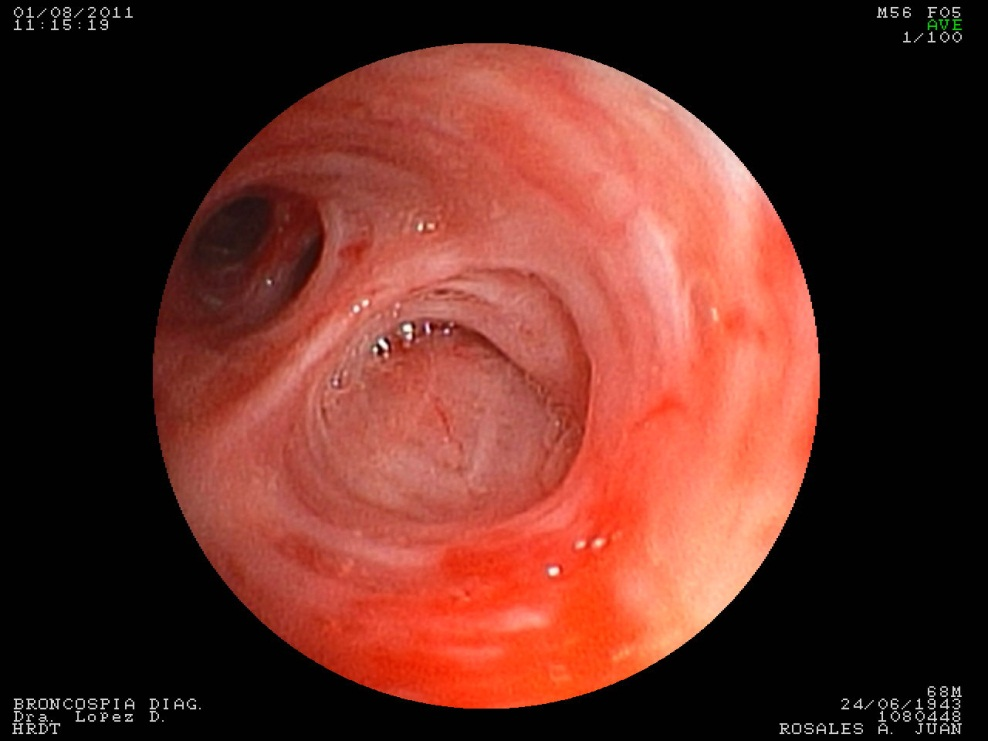 01/08/2011
11:15:19
M56 F05
AVE
1/100
BRONCOSPIA DIAG.
Dra. Lopez D.
HRDT
68M
24/06/1943
1080448
ROSALES A. JUAN